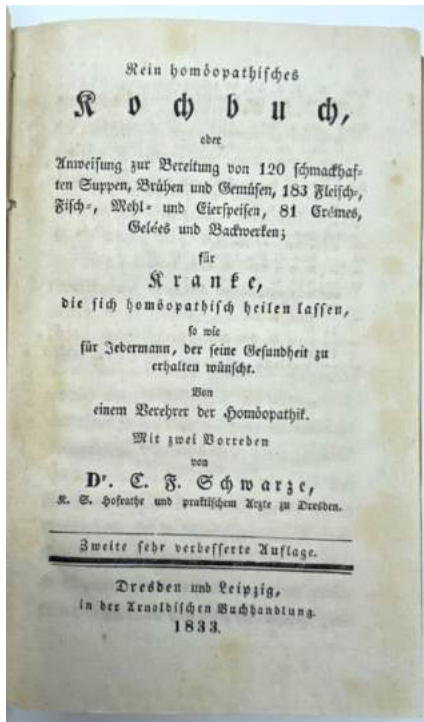 Rein homöopathisches
Kochbuch,
oder
Anweisung zur Bereitung von 120 schmackhaf=
ten Suppen, Brühen und Gemüsen, 183 Fleisch=,
Fisch=, Mehl= und Eierspeisen, 81 Crêmes,
Gelées und Backwerken;
für
Kranke,
die sich homöopathisch heilen lassen,
so wie
für Jedermann, der seine Gesundheit zu
erhalten wünscht.
Von
einem Verehrer der Homöopathik.
Mit zwei Vorreden
von
Dr. C. F. Schwarze,
K. S. Hofrathe und praktischem Arzte zu Dresden.
Zweite sehr verbesserte Auflage.
Dresden und Leipzig,
in der Arnoldischen Buchhandlung.
1833.